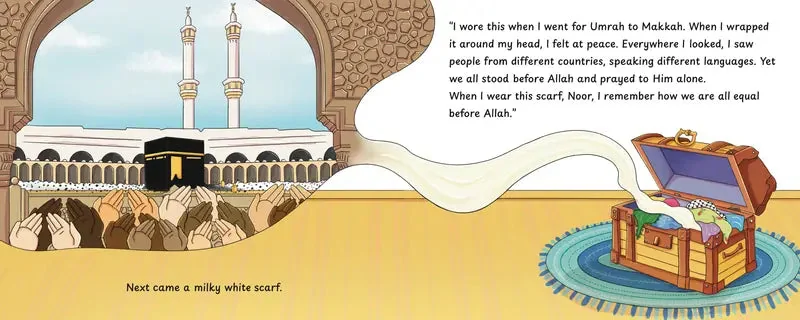 “I wore this when I went for Umrah to Makkah. When I wrapped
it around my head, I felt at peace. Everywhere I looked, I saw
people from different countries, speaking different languages. Yet
we all stood before Allah and prayed to Him alone.
When I wear this scarf, Noor, I remember how we are all equal
before Allah.”
Next came a milky white scarf.